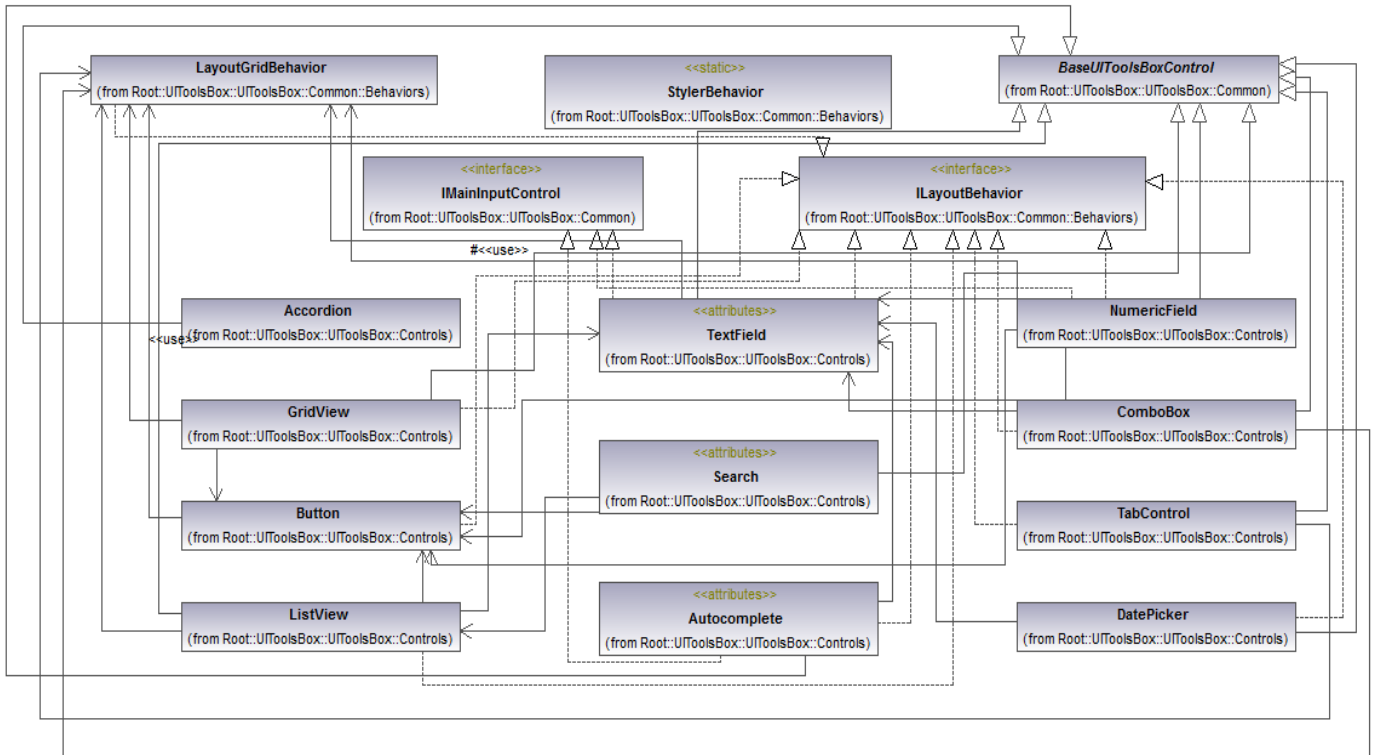 LayoutGridBehavior
(from Root::UIToolsBox::UIToolsBox::Common::Behaviors)
<<static>>
StylerBehavior
(from Root::UIToolsBox::UIToolsBox::Common::Behaviors)
BaseUIToolsBoxControl
(from Root::UIToolsBox::UIToolsBox::Common)
<<interface>>
IMainInputControl
(from Root::UIToolsBox::UIToolsBox::Common)
<<interface>>
ILayoutBehavior
(from Root::UIToolsBox::UIToolsBox::Common::Behaviors)
#<<use>>
Accordion
(from Root::UIToolsBox::UIToolsBox::Controls)
<<use>>
<<attributes>>
TextField
(from Root::UIToolsBox::UIToolsBox::Controls)
NumericField
(from Root::UIToolsBox::UIToolsBox::Controls)
GridView
(from Root::UIToolsBox::UIToolsBox::Controls)
ComboBox
(from Root::UIToolsBox::UIToolsBox::Controls)
<<attributes>>
Search
(from Root::UIToolsBox::UIToolsBox::Controls)
Button
(from Root::UIToolsBox::UIToolsBox::Controls)
TabControl
(from Root::UIToolsBox::UIToolsBox::Controls)
ListView
(from Root::UIToolsBox::UIToolsBox::Controls)
<<attributes>>
Autocomplete
(from Root::UIToolsBox::UIToolsBox::Controls)
DatePicker
(from Root::UIToolsBox::UIToolsBox::Controls)